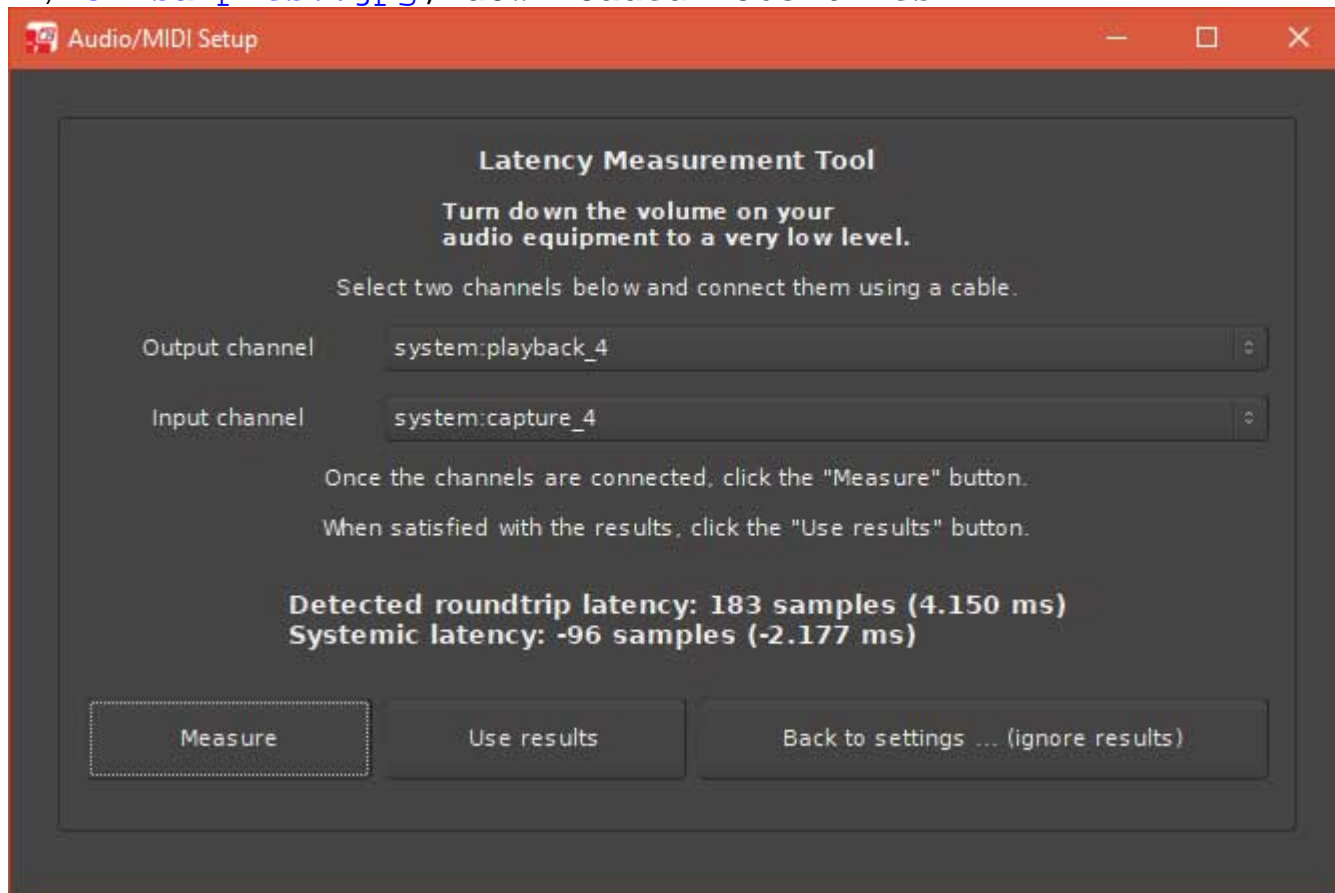 Audio/MIDI Setup
Latency Measurement Tool
Turn down the volume on your
audio equipment to a very low level.
Select two channels below and connect them using a cable.
Output channel system:playback_4
Input channel system:capture_4
Once the channels are connected, click the "Measure" button.
When satisfied with the results, click the "Use results" button.
Detected roundtrip latency: 183 samples (4.150 ms)
Systemic latency: -96 samples (-2.177 ms)
Measure Use results Back to settings ... (ignore results)